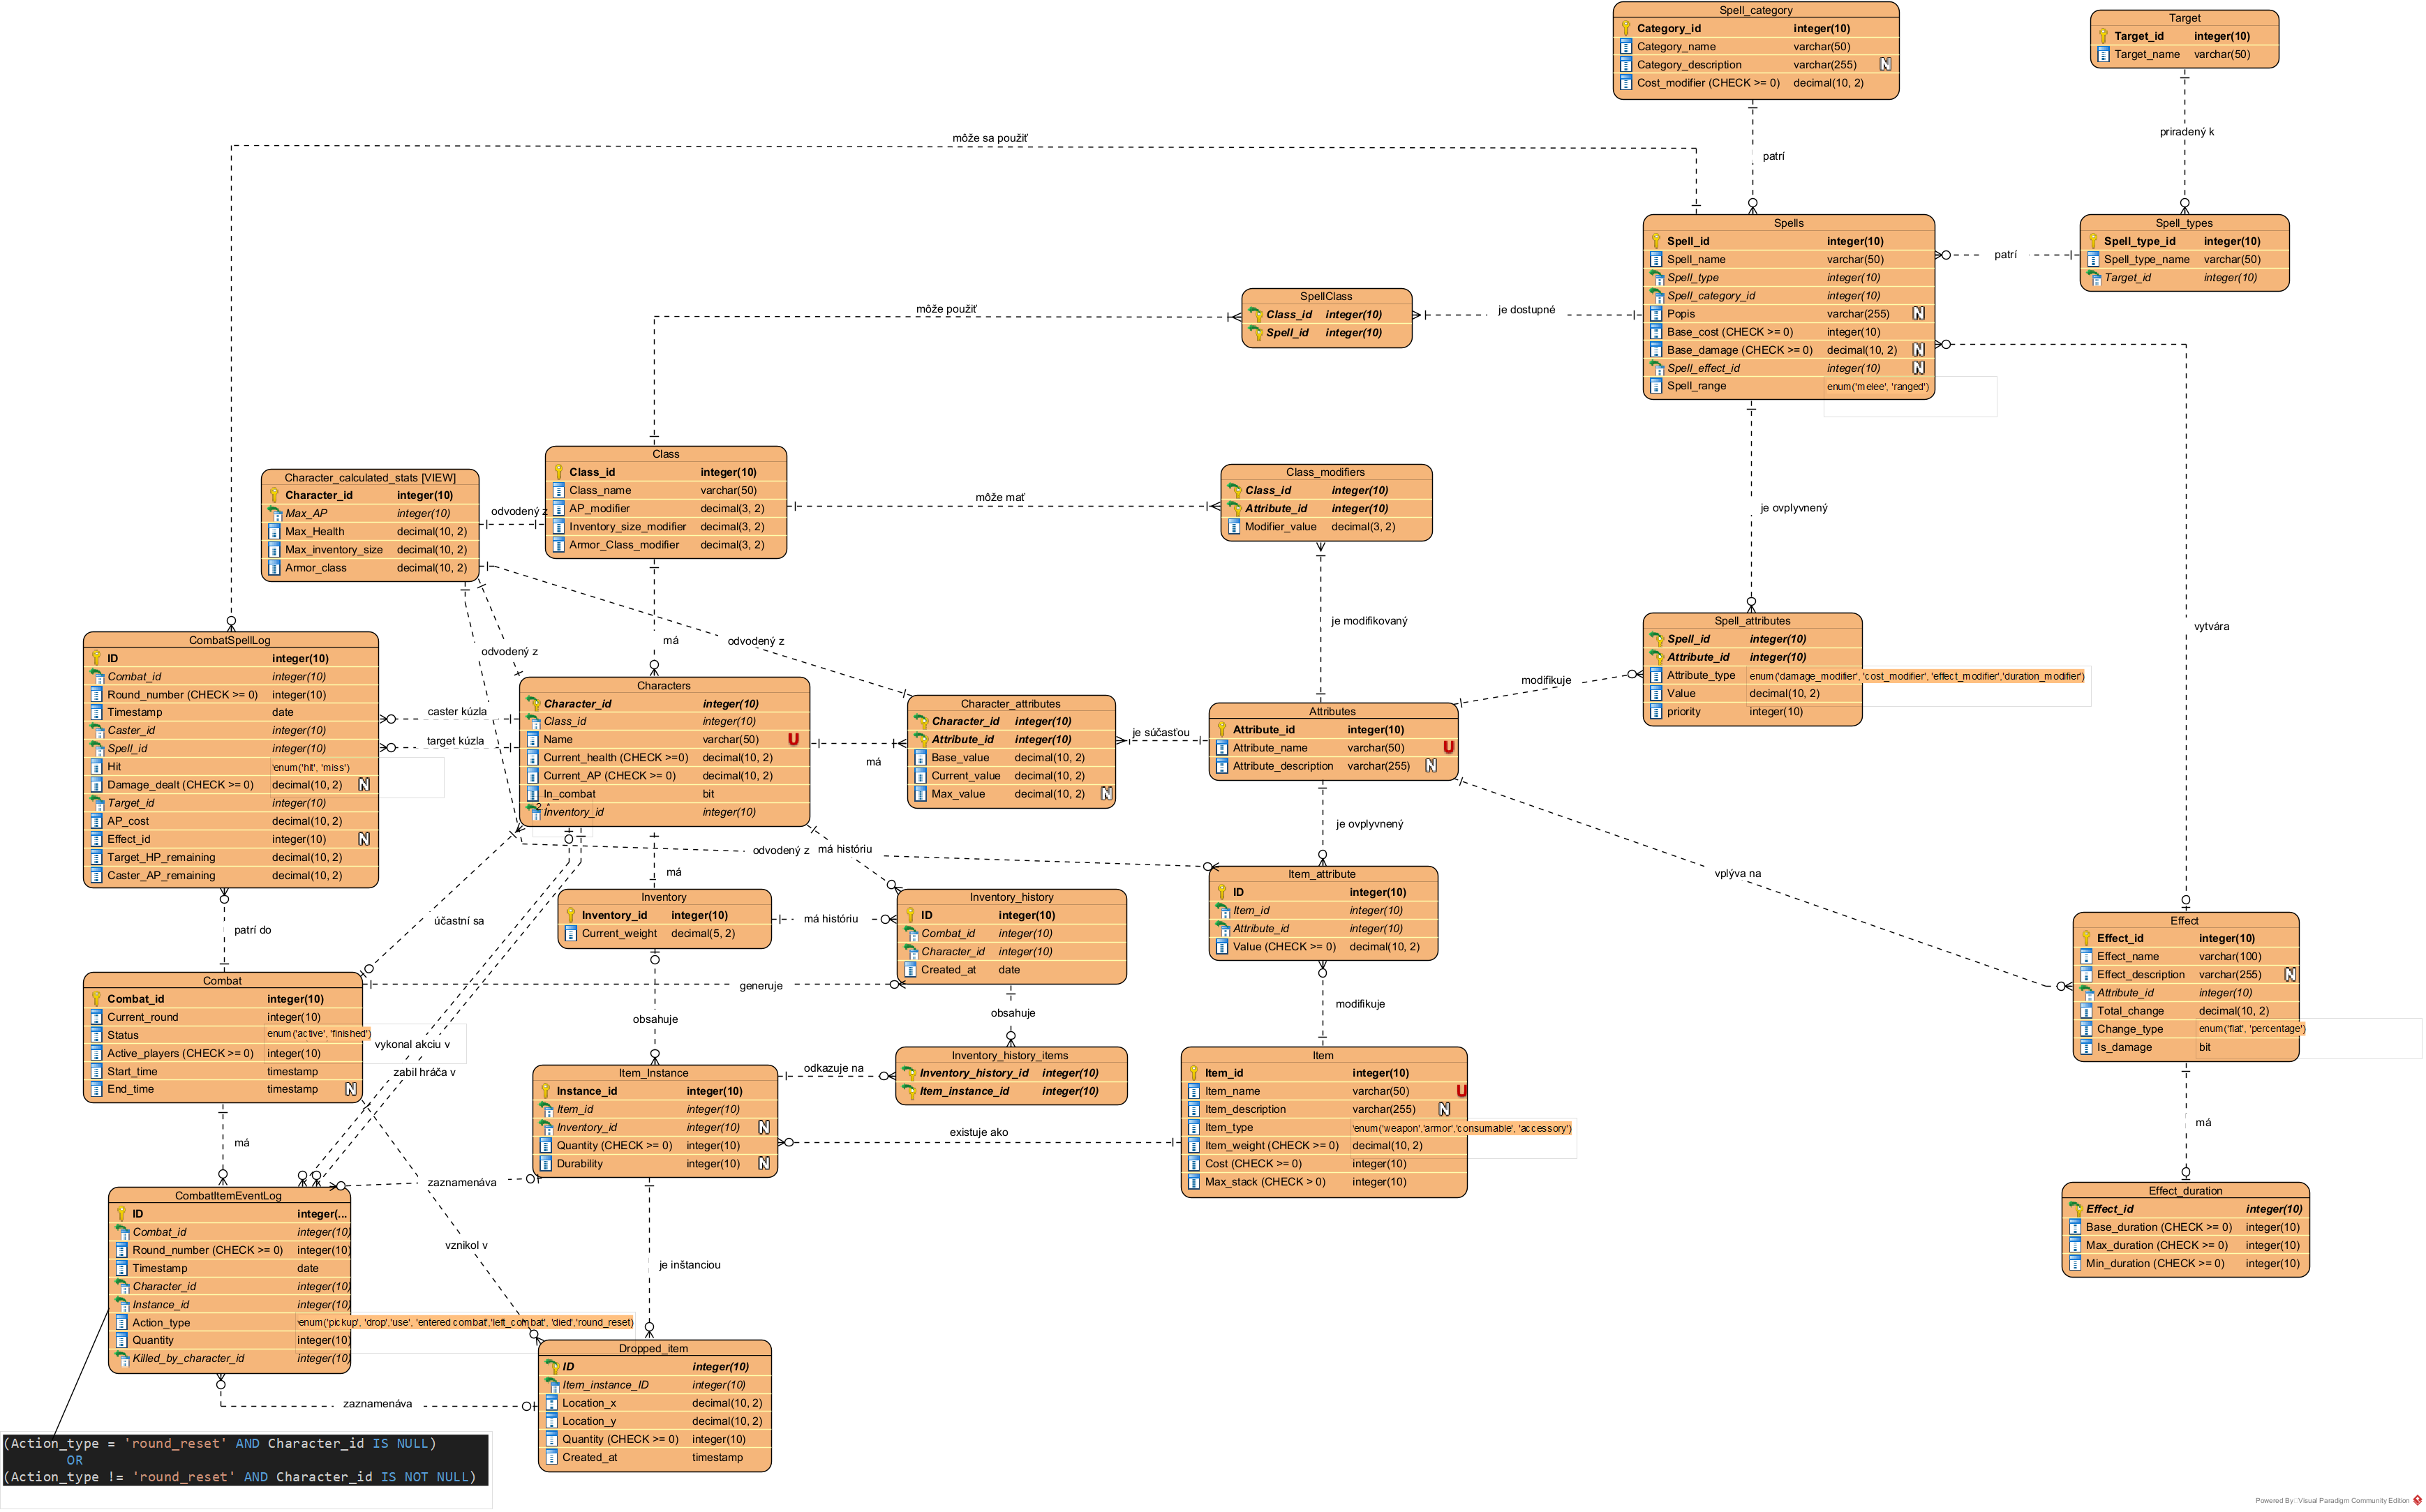 Spell_category
Category_id integer(10)
Category_name varchar(50)
Category_description varchar(255) N
Cost_modifier (CHECK >= 0) decimal(10, 2)
Target
Target_id integer(10)
Target_name varchar(50)
môže sa použiť
patrí
priradený k
Spells
Spell_id integer(10)
Spell_name varchar(50)
Spell_type integer(10)
Spell_category_id integer(10)
Popis varchar(255) N
Base_cost (CHECK >= 0) integer(10)
Base_damage (CHECK >= 0) decimal(10, 2) N
Spell_effect_id integer(10) N
Spell_range enum('melee', 'ranged')
patrí
Spell_types
Spell_type_id integer(10)
Spell_type_name varchar(50)
Target_id integer(10)
môže použiť
SpellClass
Class_id integer(10)
Spell_id integer(10)
je dostupné
Character_calculated_stats [VIEW]
Character_id integer(10)
Max_AP integer(10)
Max_Health decimal(10, 2)
Max_inventory_size decimal(10, 2)
Armor_class decimal(10, 2)
odvodený z
Class
Class_id integer(10)
Class_name varchar(50)
AP_modifier decimal(3, 2)
Inventory_size_modifier decimal(3, 2)
Armor_Class_modifier decimal(3, 2)
môže mať
Class_modifiers
Class_id integer(10)
Attribute_id integer(10)
Modifier_value decimal(3, 2)
je ovplyvnený
je modifikovaný
vytvára
má
odvodený z
odvodený z
CombatSpellLog
ID integer(10)
Combat_id integer(10)
Round_number (CHECK >= 0) integer(10)
Timestamp date
Caster_id integer(10)
Spell_id integer(10)
Hit 'enum('hit', 'miss')
Damage_dealt (CHECK >= 0) decimal(10, 2) N
Target_id integer(10)
AP_cost decimal(10, 2)
Effect_id integer(10) N
Target_HP_remaining decimal(10, 2)
Caster_AP_remaining decimal(10, 2)
caster kúzla
target kúzla
Characters
Character_id integer(10)
Class_id integer(10)
Name varchar(50) U
Current_health (CHECK >=0) decimal(10, 2)
Current_AP (CHECK >= 0) decimal(10, 2)
In_combat bit
2..*
Inventory_id integer(10)
má
Character_attributes
Character_id integer(10)
Attribute_id integer(10)
Base_value decimal(10, 2)
Current_value decimal(10, 2)
Max_value decimal(10, 2) N
je súčasťou
Attributes
Attribute_id integer(10)
Attribute_name varchar(50) U
Attribute_description varchar(255) N
modifikuje
Spell_attributes
Spell_id integer(10)
Attribute_id integer(10)
Attribute_type enum('damage_modifier', 'cost_modifier', 'effect_modifier','duration_modifier')
Value decimal(10, 2)
priority integer(10)
je ovplyvnený
odvodený z
má históriu
má
vplýva na
účastní sa
patrí do
Inventory
Inventory_id integer(10)
Current_weight decimal(5, 2)
má históriu
Inventory_history
ID integer(10)
Combat_id integer(10)
Character_id integer(10)
Created_at date
Item_attribute
ID integer(10)
Item_id integer(10)
Attribute_id integer(10)
Value (CHECK >= 0) decimal(10, 2)
Effect
Effect_id integer(10)
Effect_name varchar(100)
Effect_description varchar(255) N
Attribute_id integer(10)
Total_change decimal(10, 2)
Change_type enum('flat', 'percentage')
Is_damage bit
Combat
Combat_id integer(10)
Current_round integer(10)
Status enum('active', 'finished')
Active_players (CHECK >= 0) integer(10)
Start_time timestamp
End_time timestamp N
generuje
obsahuje
obsahuje
modifikuje
vykonal akciu v
zabil hráča v
Item_Instance
Instance_id integer(10)
Item_id integer(10)
Inventory_id integer(10) N
Quantity (CHECK >= 0) integer(10)
Durability integer(10) N
odkazuje na
Inventory_history_items
Inventory_history_id integer(10)
Item_instance_id integer(10)
existuje ako
Item
Item_id integer(10)
Item_name varchar(50) U
Item_description varchar(255) N
Item_type 'enum('weapon','armor','consumable', 'accessory')
Item_weight (CHECK >= 0) decimal(10, 2)
Cost (CHECK >= 0) integer(10)
Max_stack (CHECK > 0) integer(10)
má
má
zaznamenáva
Effect_duration
Effect_id integer(10)
Base_duration (CHECK >= 0) integer(10)
Max_duration (CHECK >= 0) integer(10)
Min_duration (CHECK >= 0) integer(10)
CombatItemEventLog
ID integer(...
Combat_id integer(10)
Round_number (CHECK >= 0) integer(10)
Timestamp date
Character_id integer(10)
Instance_id integer(10)
Action_type enum('pickup', 'drop','use', 'entered combat','left_combat', 'died','round_reset)
Quantity integer(10)
Killed_by_character_id integer(10)
vznikol v
je inštanciou
Dropped_item
ID integer(10)
Item_instance_ID integer(10)
Location_x decimal(10, 2)
Location_y decimal(10, 2)
Quantity (CHECK >= 0) integer(10)
Created_at timestamp
zaznamenáva
(Action_type = 'round_reset' AND Character_id IS NULL)
OR
(Action_type != 'round_reset' AND Character_id IS NOT NULL)
Powered By Visual Paradigm Community Edition